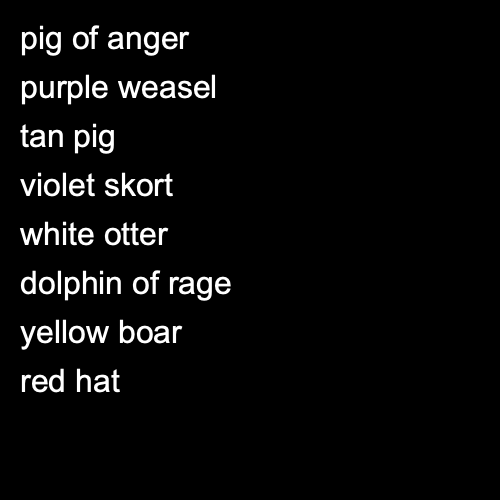 pig of anger
purple weasel
tan pig
violet skort
white otter
dolphin of rage
yellow boar
red hat